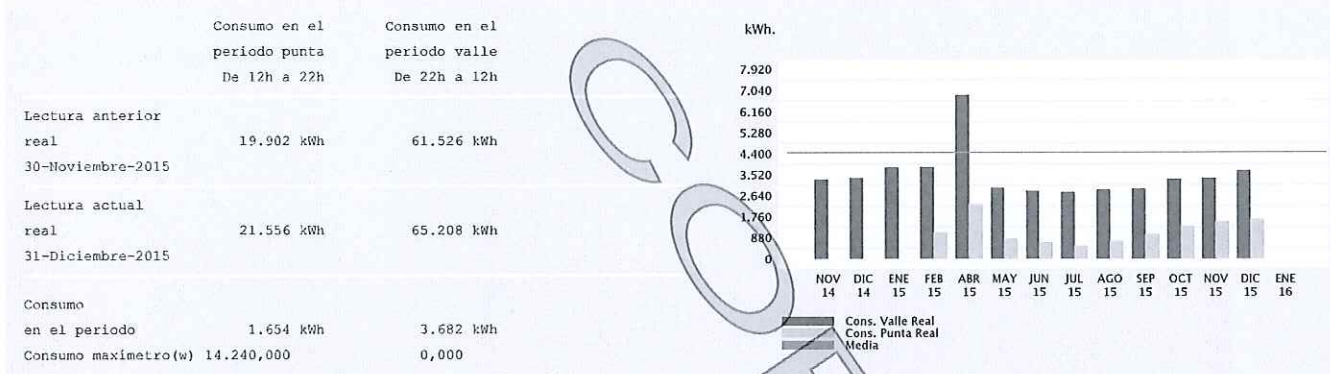 Consumo en el Consumo en el
periodo punta periodo valle
De 12h a 22h De 22h a 12h
Lectura anterior
real 19.902 kWh 61.526 kWh
30-Noviembre-2015
Lectura actual
real 21.556 kWh 65.208 kWh
31-Diciembre-2015
Consumo
en el periodo 1.654 kWh 3.682 kWh
Consumo maximetro(w) 14.240,000 0,000
kWh.
7.920
7.040
6.160
5.280
4.400
3.520
2.640
1.760
880
0
NOV DIC ENE FEB ABR MAY JUN JUL AGO SEP OCT NOV DIC ENE
14 14 15 15 15 15 15 15 15 15 15 15 15 16
Cons. Valle Real
Cons. Punta Real
Media